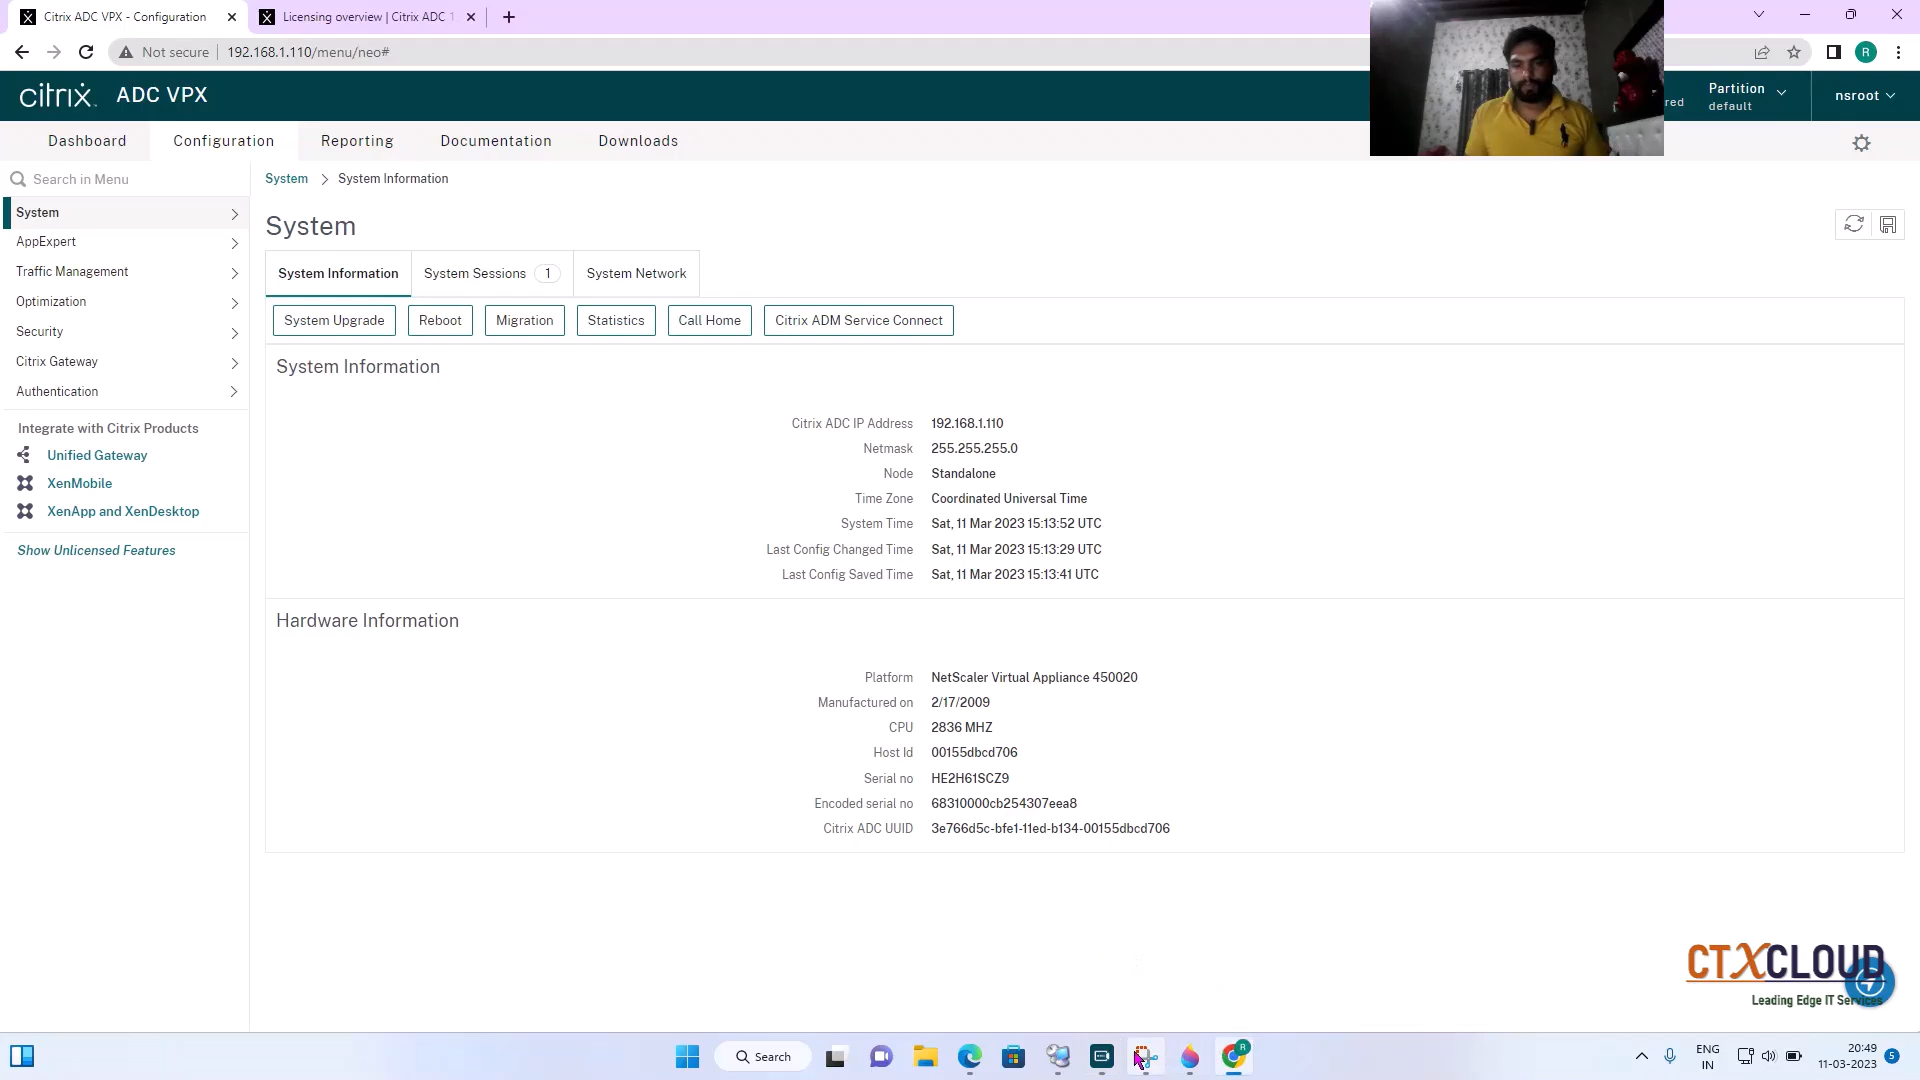 Citrix ADC VPX - Configuration
Licensing overview | Citrix ADC 1
Not secure
192.168.1.110/menu/neo#
R
citrix. ADC VPX
red
Partition
default
nsroot
Dashboard
Configuration
Reporting
Documentation
Downloads
Search in Menu
System
AppExpert
Traffic Management
Optimization
Security
Citrix Gateway
Authentication
Integrate with Citrix Products
Unified Gateway
XenMobile
XenApp and XenDesktop
Show Unlicensed Features
System > System Information
System
System Information
System Sessions 1
System Network
System Upgrade
Reboot
Migration
Statistics
Call Home
Citrix ADM Service Connect
System Information
Citrix ADC IP Address 192.168.1.110
Netmask 255.255.255.0
Node Standalone
Time Zone Coordinated Universal Time
System Time Sat, 11 Mar 2023 15:13:52 UTC
Last Config Changed Time Sat, 11 Mar 2023 15:13:29 UTC
Last Config Saved Time Sat, 11 Mar 2023 15:13:41 UTC
Hardware Information
Platform NetScaler Virtual Appliance 450020
Manufactured on 2/17/2009
CPU 2836 MHZ
Host Id 00155dbcd706
Serial no HE2H61SCZ9
Encoded serial no 68310000cb254307eea8
Citrix ADC UUID 3e766d5c-bfe1-11ed-b134-00155dbcd706
CTXCLOUD
Leading Edge IT Services
Search
R
ENG
IN
20:49
11-03-2023
5